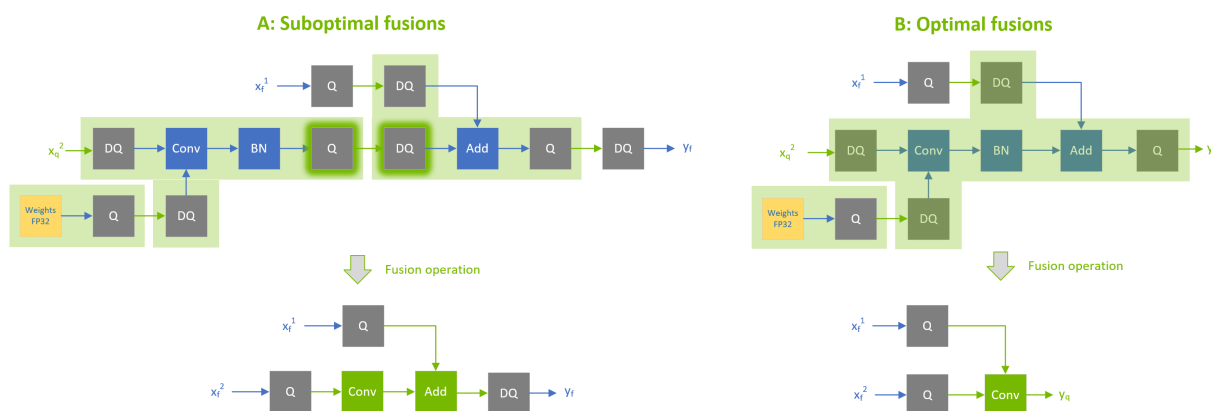 A: Suboptimal fusions
x_f^1
Q
DQ
x_q^2
DQ
Conv
BN
Q
DQ
Add
Q
DQ
y_f
Weights
FP32
Q
DQ
Fusion operation
x_f^1
Q
x_f^2
Q
Conv
Add
DQ
y_f
B: Optimal fusions
x_f^1
Q
DQ
x_q^2
DQ
Conv
BN
Add
Q
y
Weights
FP32
Q
DQ
Fusion operation
x_f^1
Q
x_f^2
Q
Conv
y_q